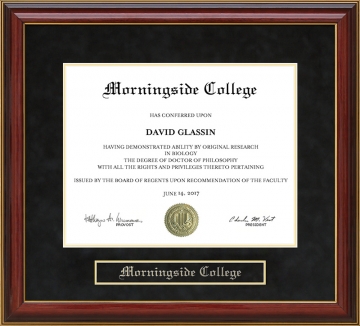 Morningside College
HAS CONFERRED UPON
DAVID GLASSIN
HAVING DEMONSTRATED ABILITY BY ORIGINAL RESEARCH
IN BIOLOGY
THE DEGREE OF DOCTOR OF PHILOSOPHY
WITH ALL THE RIGHTS AND PRIVILEGES THERETO PERTAINING
ISSUED BY THE BOARD OF REGENTS UPON RECOMMENDATION OF THE FACULTY
JUNE 14, 2017
PROVOST
PRESIDENT
Morningside College